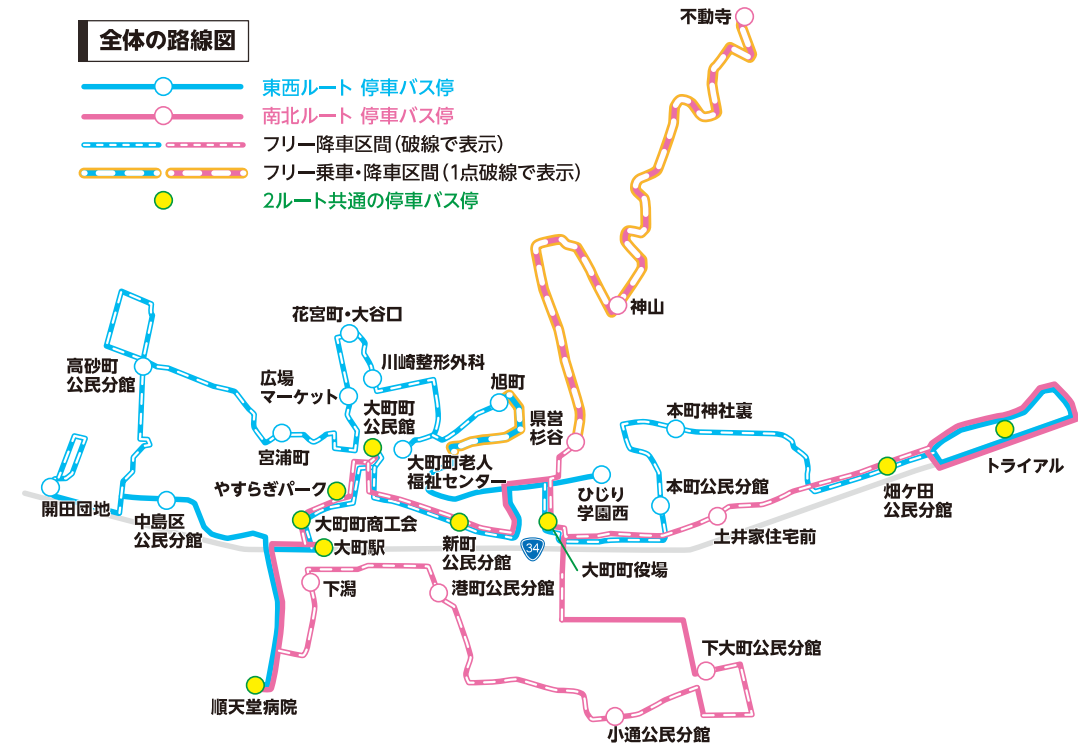 全体の路線図
東西ルート 停車バス停
南北ルート 停車バス停
フリー降車区間（破線で表示）
フリー乗車・降車区間（1点破線で表示）
2ルート共通の停車バス停
不動寺
神山
花宮町・大谷口
川崎整形外科
高砂町
公民分館
広場
マーケット
旭町
大町町
公民館
県営
杉谷
本町神社裏
宮浦町
大町町老人
福祉センター
トライアル
やすらぎパーク
ひじり
学園西
本町公民分館
畑ケ田
公民分館
開田団地
中島区
公民分館
大町町商工会
土井家住宅前
大町駅
新町
公民分館
34
大町町役場
下潟
港町公民分館
下大町公民分館
順天堂病院
小通公民分館